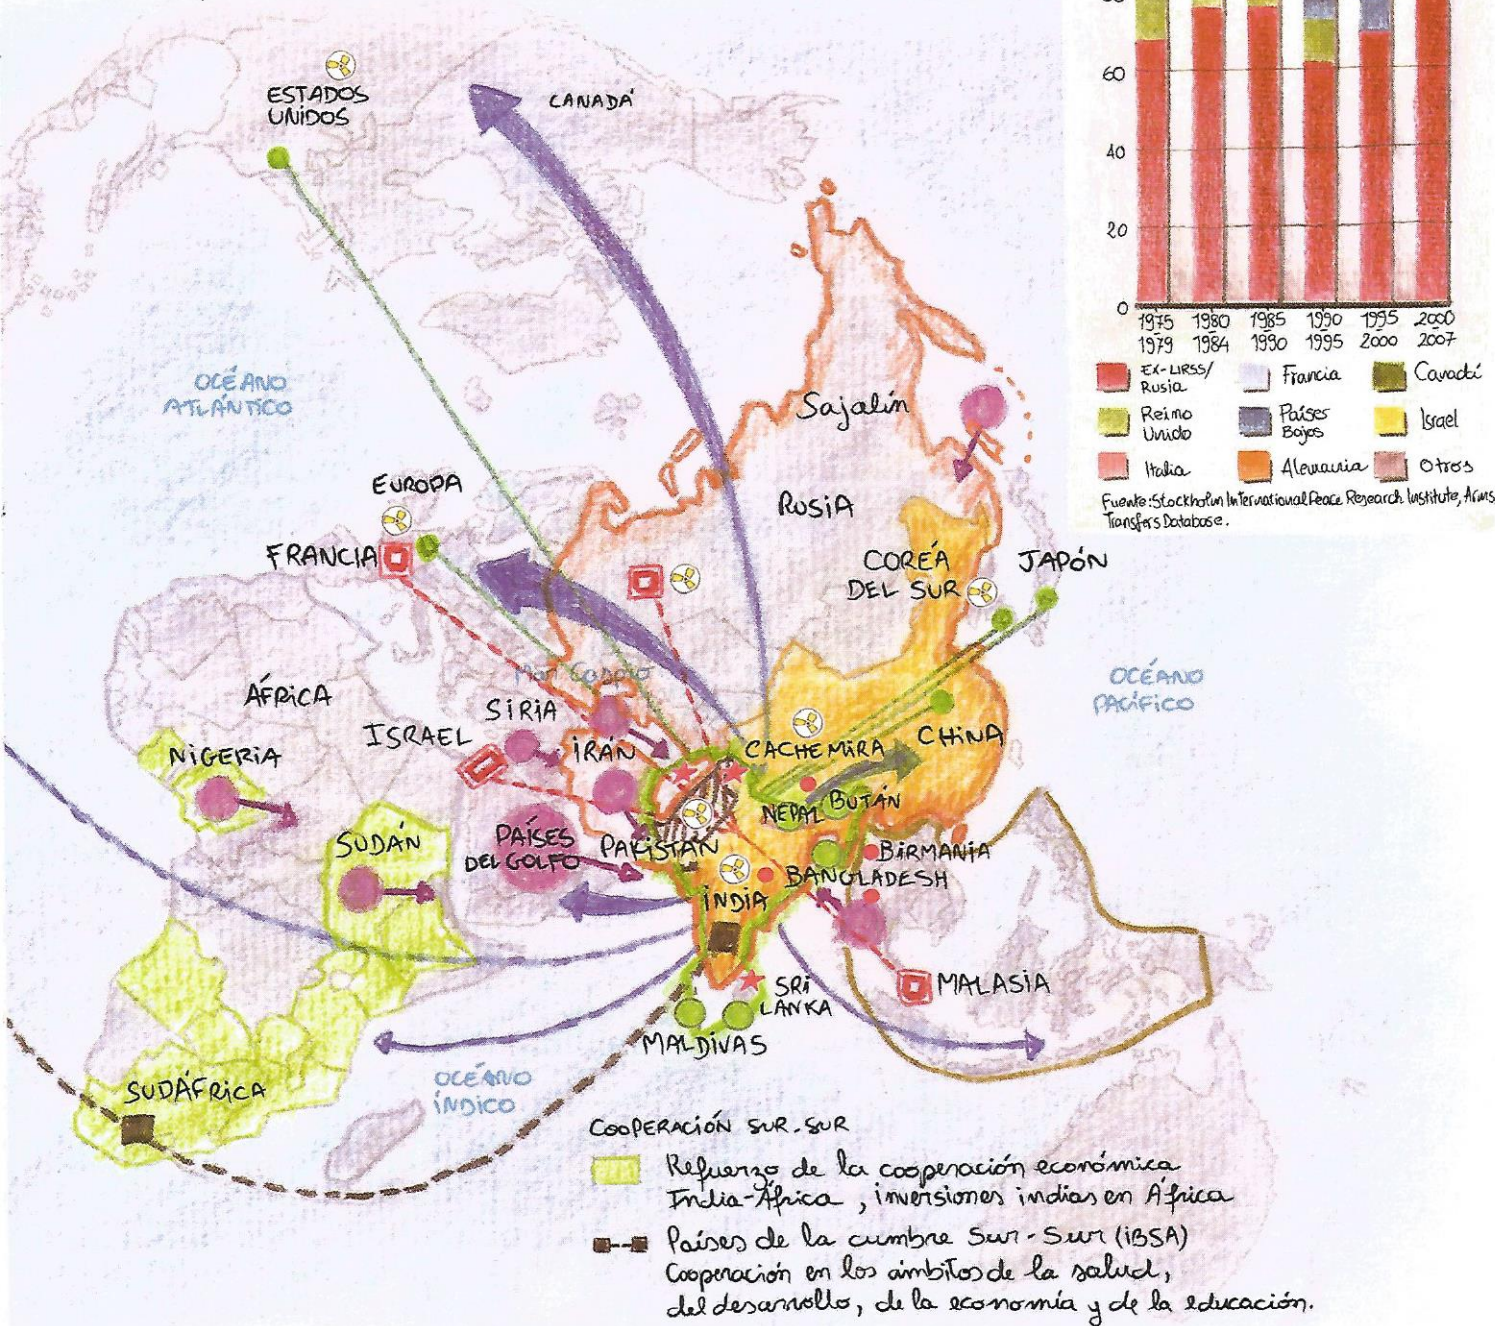 ESTADOS
UNIDOS
CANADÁ
OCÉANO
ATLÁNTICO
Sajalín
RUSIA
EUROPA
FRANCIA
COREA
DEL SUR
JAPÓN
Mar Caspio
ÁFRICA
SIRIA
ISRAEL
IRÁN
CACHEMIRA
CHINA
OCÉANO
PACÍFICO
NIGERIA
NEPAL
BUTÁN
SUDÁN
PAÍSES
DEL GOLFO
PAKISTÁN
BIRMANIA
BANGLADESH
ÍNDIA
SRI
LANKA
MALASIA
MALDIVAS
SUDÁFRICA
OCÉANO
ÍNDICO
60
40
20
0
1975
1979
1980
1984
1985
1990
1990
1995
1995
2000
2000
2007
EX-URSS/
Rusia
Francia
Canadá
Reino
Unido
Países
Bajos
Israel
Italia
Alemania
Otros
Fuente: Stockholm International Peace Research Institute, Arms
Transfers Database.
COOPERACIÓN SUR-SUR
Refuerzo de la cooperación económica
India-África, inversiones indias en África
Países de la cumbre Sur-Sur (iBSA)
Cooperación en los ámbitos de la salud,
del desarrollo, de la economía y de la educación.